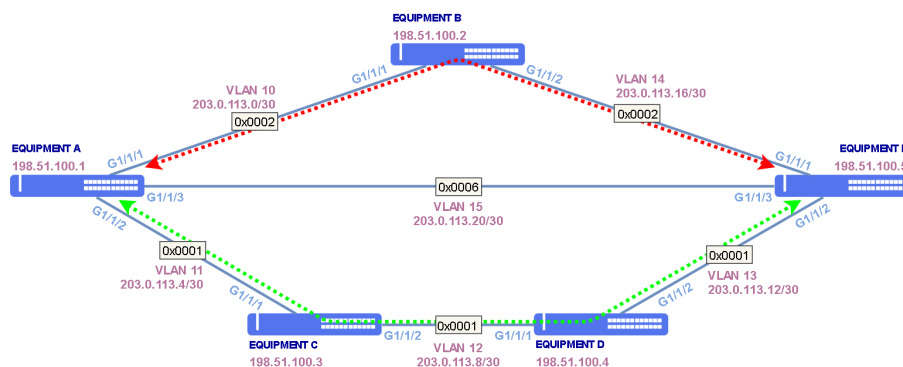 EQUIPMENT B
198.51.100.2
G1/1/1
G1/1/2
VLAN 10
203.0.113.0/30
0x0002
VLAN 14
203.0.113.16/30
0x0002
EQUIPMENT A
198.51.100.1
G1/1/1
G1/1/3
G1/1/2
0x0006
VLAN 15
203.0.113.20/30
G1/1/1
198.51.100.5
G1/1/3
G1/1/2
0x0001
VLAN 11
203.0.113.4/30
G1/1/1
0x0001
VLAN 13
203.0.113.12/30
G1/1/2
EQUIPMENT C
198.51.100.3
G1/1/2
0x0001
VLAN 12
203.0.113.8/30
G1/1/1
EQUIPMENT D
198.51.100.4